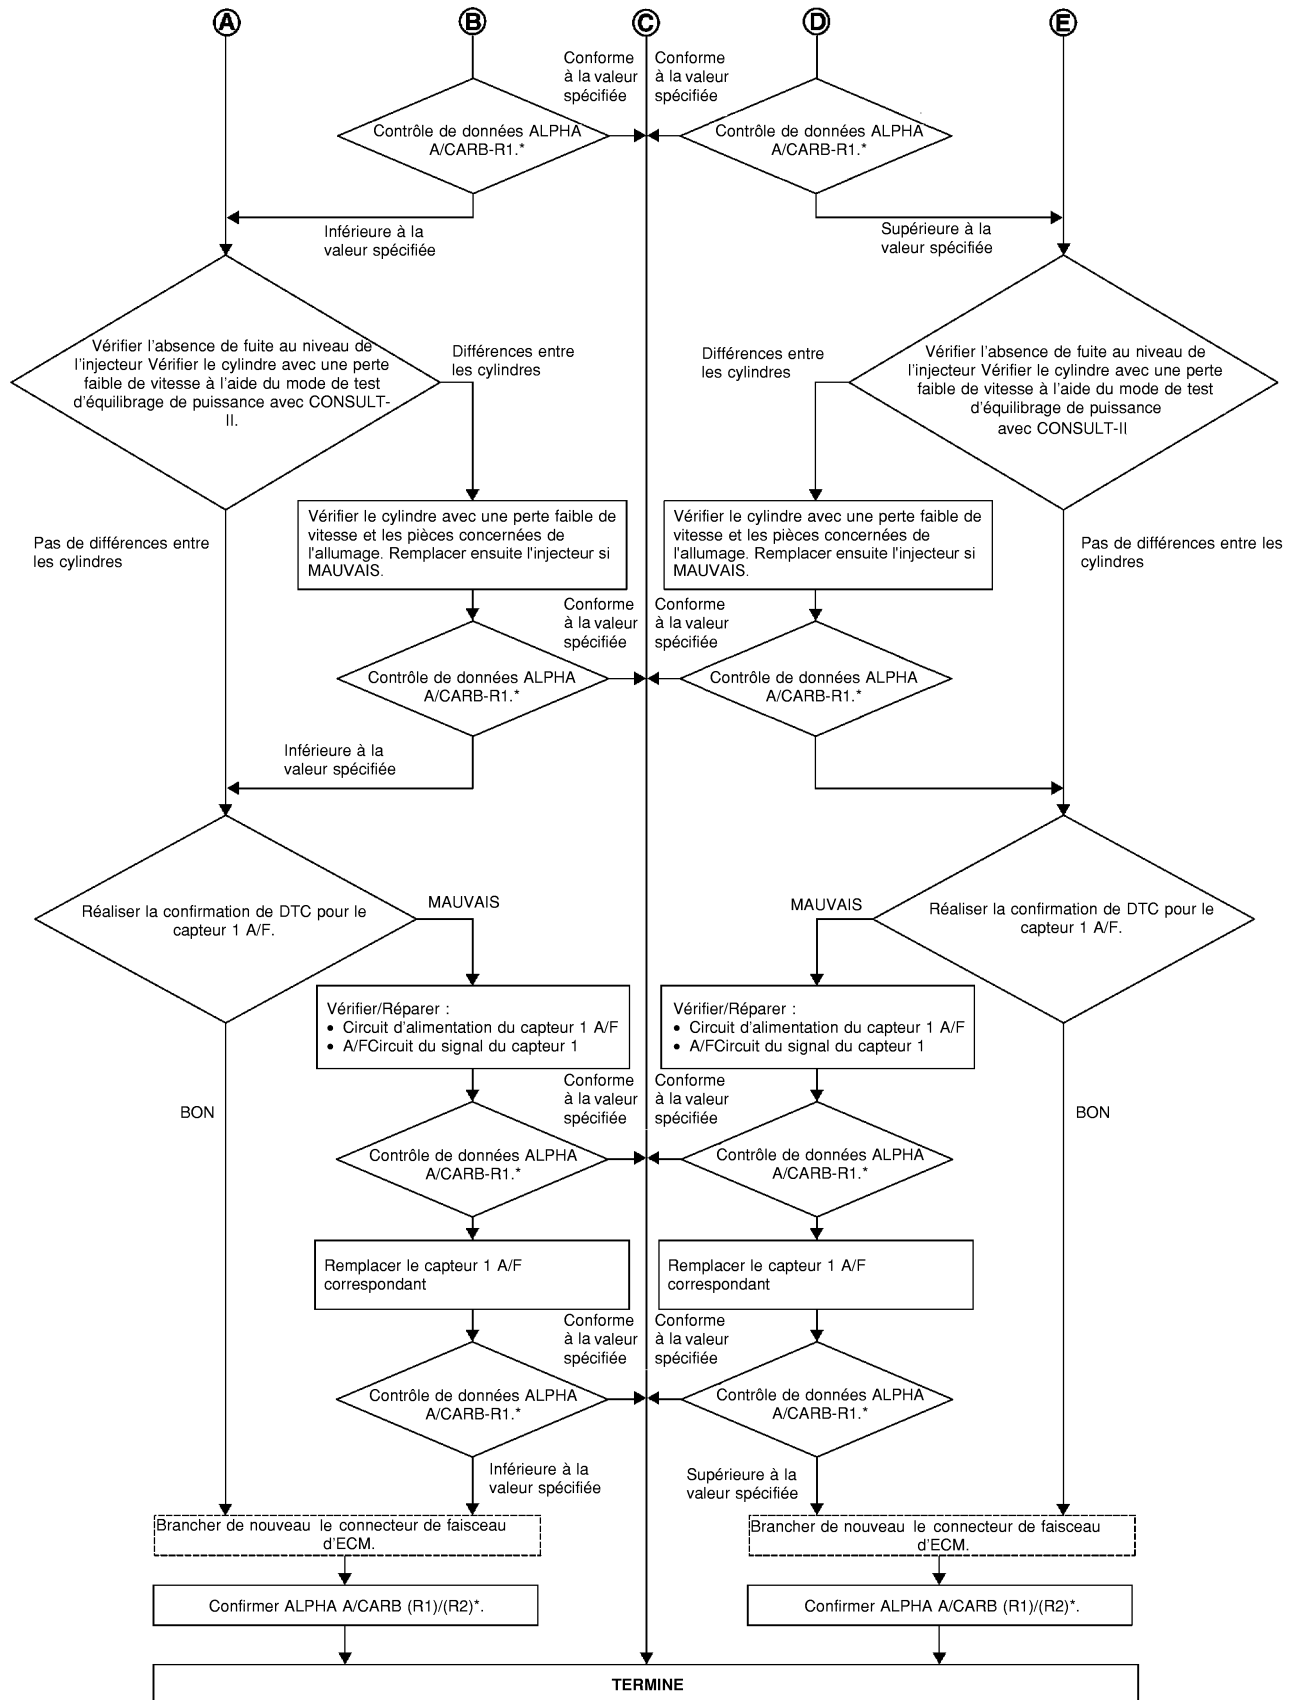 A
B
C
D
E
Conforme
à la valeur
spécifiée
Conforme
à la valeur
spécifiée
Contrôle de données ALPHA
A/CARB-R1.*
Contrôle de données ALPHA
A/CARB-R1.*
Inférieure à la
valeur spécifiée
Supérieure à la
valeur spécifiée
Vérifier l'absence de fuite au niveau de
l'injecteur Vérifier le cylindre avec une perte
faible de vitesse à l'aide du mode de test
d'équilibrage de puissance avec CONSULT-
II.
Différences entre
les cylindres
Différences entre
les cylindres
Vérifier l'absence de fuite au niveau de
l'injecteur Vérifier le cylindre avec une perte
faible de vitesse à l'aide du mode de test
d'équilibrage de puissance
avec CONSULT-II
Pas de différences entre
les cylindres
Vérifier le cylindre avec une perte faible de
vitesse et les pièces concernées de
l'allumage. Remplacer ensuite l'injecteur si
MAUVAIS.
Vérifier le cylindre avec une perte faible de
vitesse et les pièces concernées de
l'allumage. Remplacer ensuite l'injecteur si
MAUVAIS.
Pas de différences entre les
cylindres
Conforme
à la valeur
spécifiée
Conforme
à la valeur
spécifiée
Contrôle de données ALPHA
A/CARB-R1.*
Contrôle de données ALPHA
A/CARB-R1.*
Inférieure à la
valeur spécifiée
Réaliser la confirmation de DTC pour le
capteur 1 A/F.
MAUVAIS
MAUVAIS
Réaliser la confirmation de DTC pour le
capteur 1 A/F.
Vérifier/Réparer :
• Circuit d'alimentation du capteur 1 A/F
• A/FCircuit du signal du capteur 1
Vérifier/Réparer :
• Circuit d'alimentation du capteur 1 A/F
• A/FCircuit du signal du capteur 1
BON
Conforme
à la valeur
spécifiée
Conforme
à la valeur
spécifiée
BON
Contrôle de données ALPHA
A/CARB-R1.*
Contrôle de données ALPHA
A/CARB-R1.*
Remplacer le capteur 1 A/F
correspondant
Remplacer le capteur 1 A/F
correspondant
Conforme
à la valeur
spécifiée
Conforme
à la valeur
spécifiée
Contrôle de données ALPHA
A/CARB-R1.*
Contrôle de données ALPHA
A/CARB-R1.*
Inférieure à la
valeur spécifiée
Supérieure à la
valeur spécifiée
Brancher de nouveau le connecteur de faisceau
d'ECM.
Brancher de nouveau le connecteur de faisceau
d'ECM.
Confirmer ALPHA A/CARB (R1)/(R2)*.
Confirmer ALPHA A/CARB (R1)/(R2)*.
TERMINE